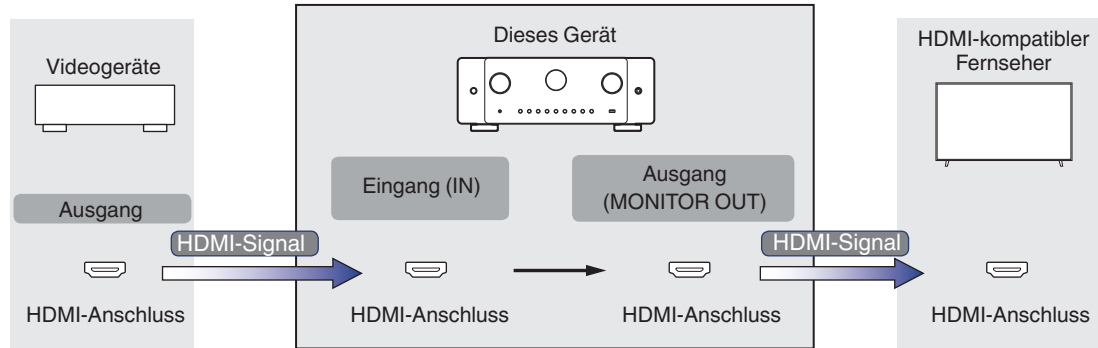 Dieses Gerät
Videogeräte
HDMI-kompatibler
Fernseher
Eingang (IN)
Ausgang
(MONITOR OUT)
Ausgang
HDMI-Signal
HDMI-Signal
HDMI-Anschluss
HDMI-Anschluss
HDMI-Anschluss
HDMI-Anschluss